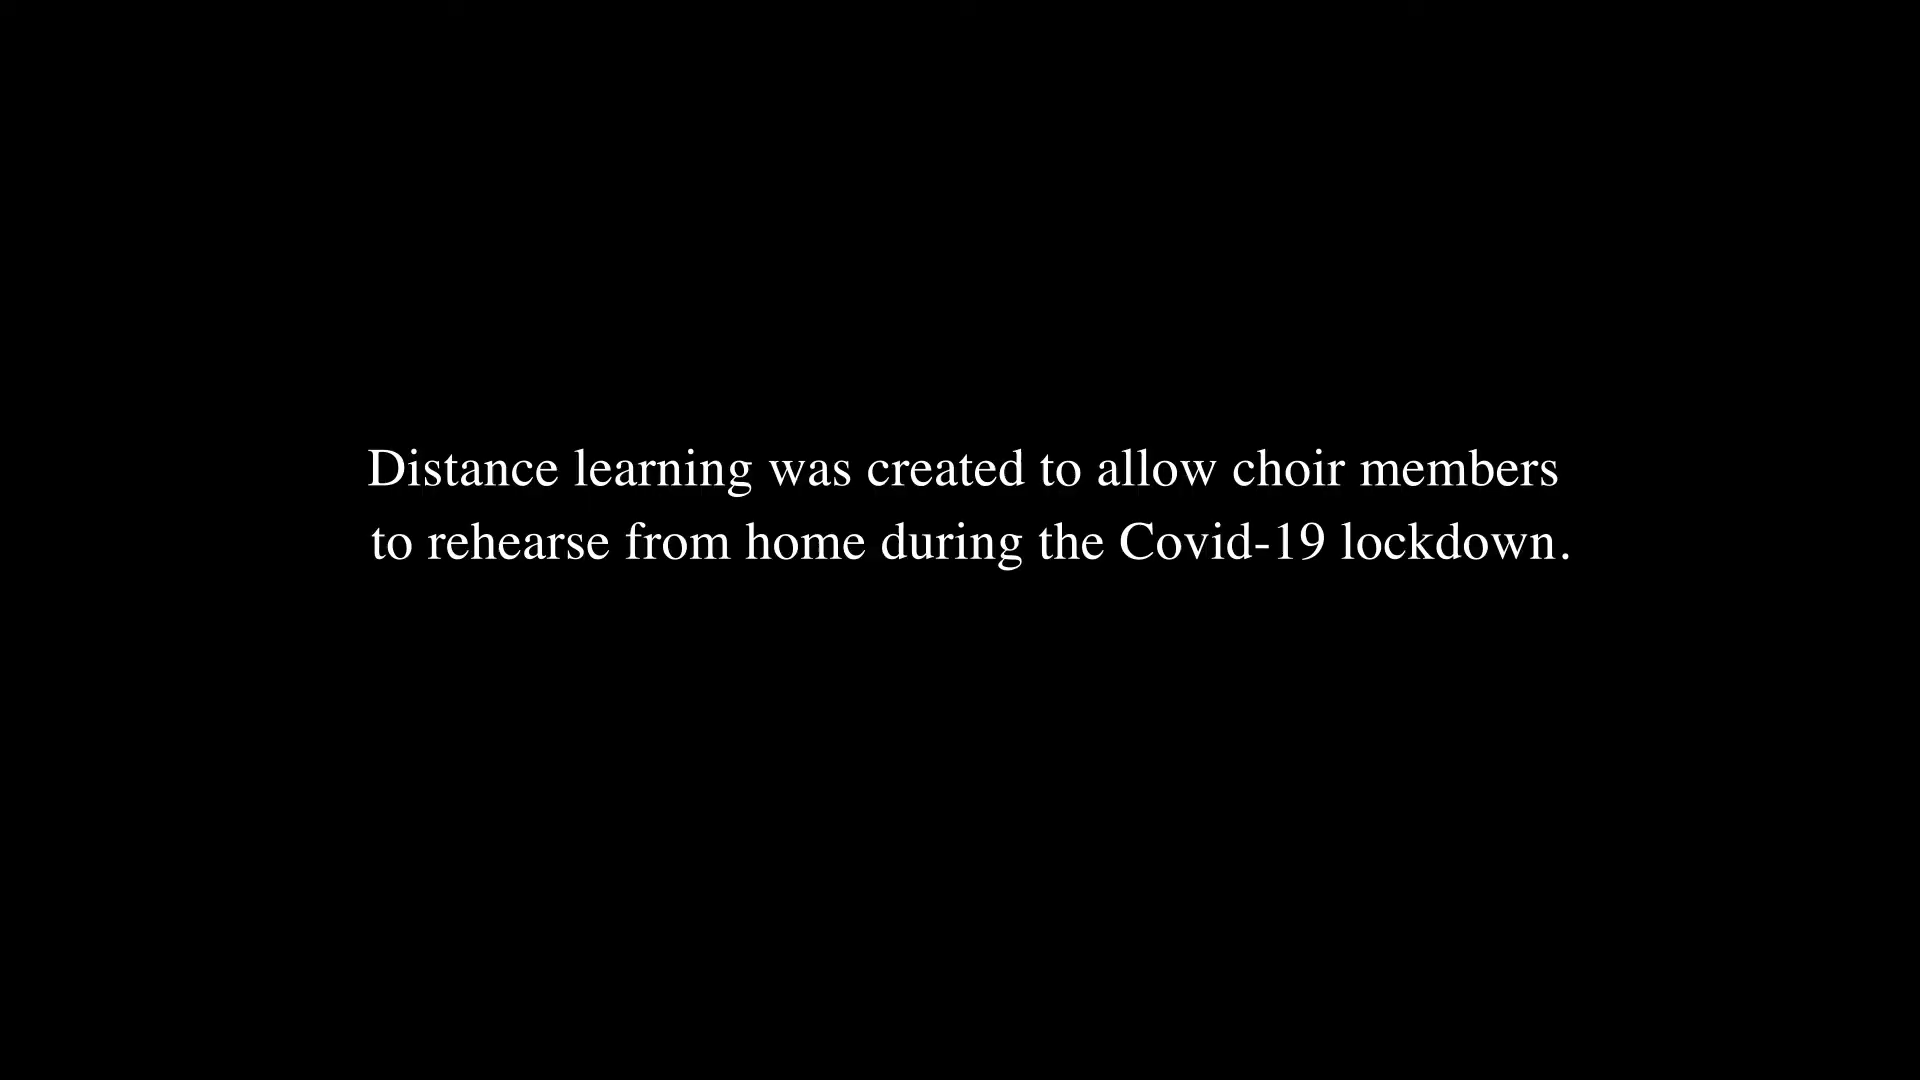 Distance learning was created to allow choir members
to rehearse from home during the Covid-19 lockdown.